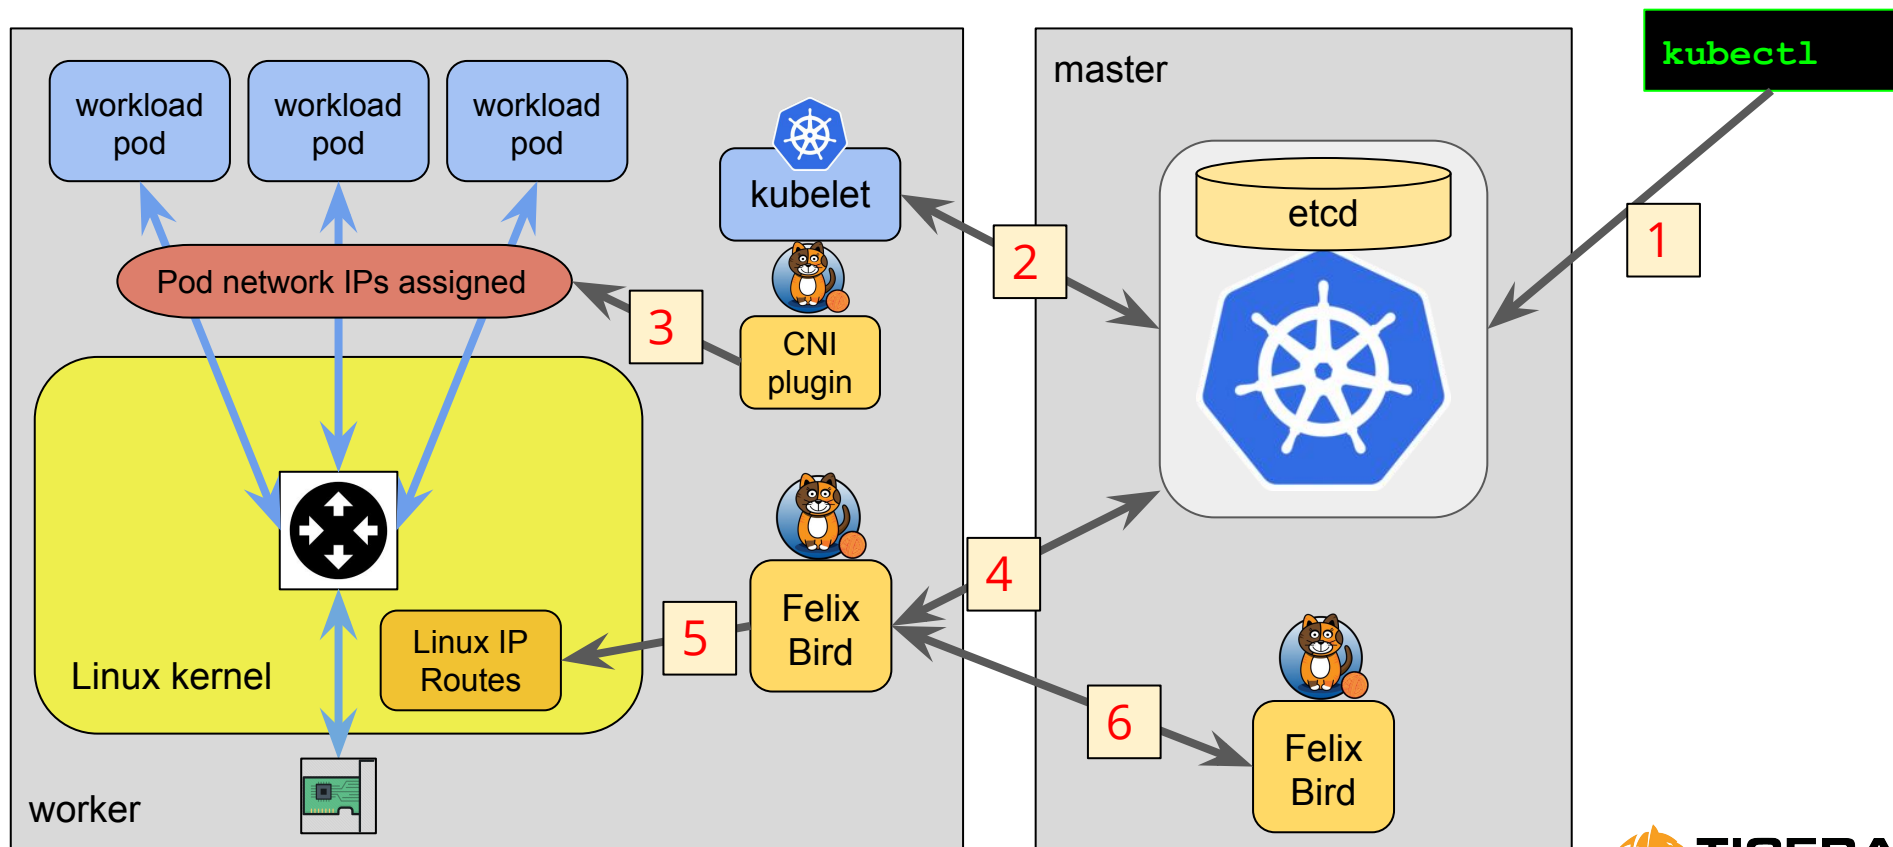 kubectl
master
workload
pod
workload
pod
workload
pod
kubelet
etcd
1
2
Pod network IPs assigned
3
CNI
plugin
4
Felix
Bird
5
Linux IP
Routes
Linux kernel
6
Felix
Bird
worker
TIGERA